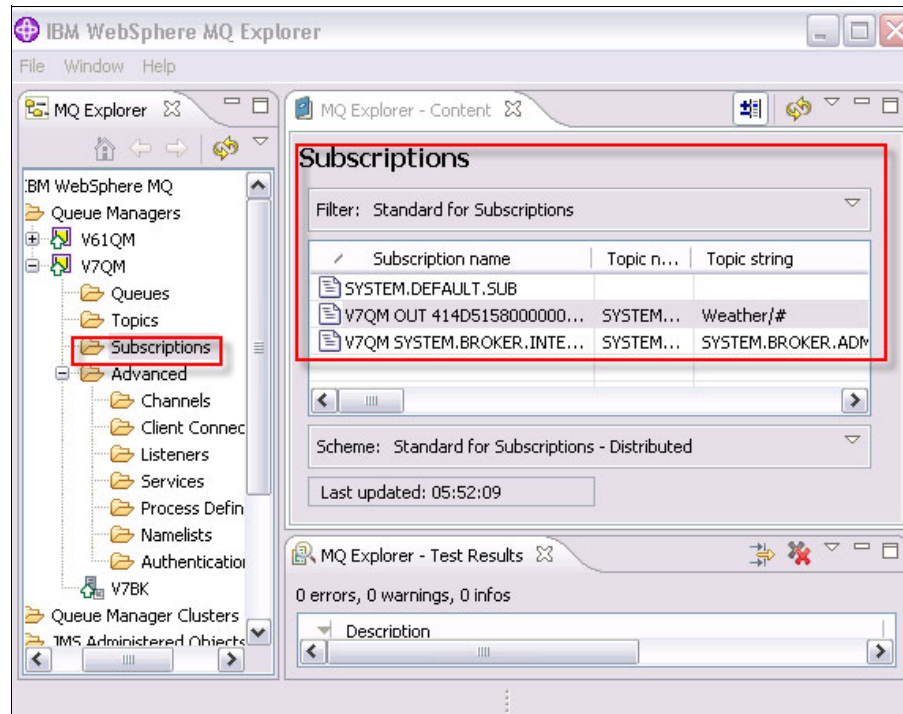 IBM WebSphere MQ Explorer
File Window Help
MQ Explorer
IBM WebSphere MQ
Queue Managers
V61QM
V7QM
Queues
Topics
Subscriptions
Advanced
Channels
Client Connec
Listeners
Services
Process Defin
Namelists
Authentication
V7BK
Queue Manager Clusters
JMS Administered Objects
MQ Explorer - Content
Subscriptions
Filter: Standard for Subscriptions
Subscription name Topic n... Topic string
SYSTEM.DEFAULT.SUB
V7QM OUT 414D5158000000... SYSTEM... Weather/#
V7QM SYSTEM.BROKER.INTE... SYSTEM... SYSTEM.BROKER.ADM
Scheme: Standard for Subscriptions - Distributed
Last updated: 05:52:09
MQ Explorer - Test Results
0 errors, 0 warnings, 0 infos
Description